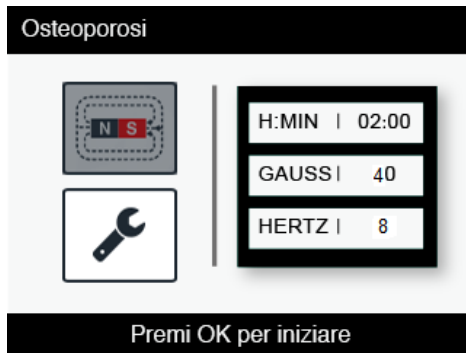 Osteoporosi
N S
H:MIN | 02:00
GAUSS | 40
HERTZ | 8
Premi OK per iniziare